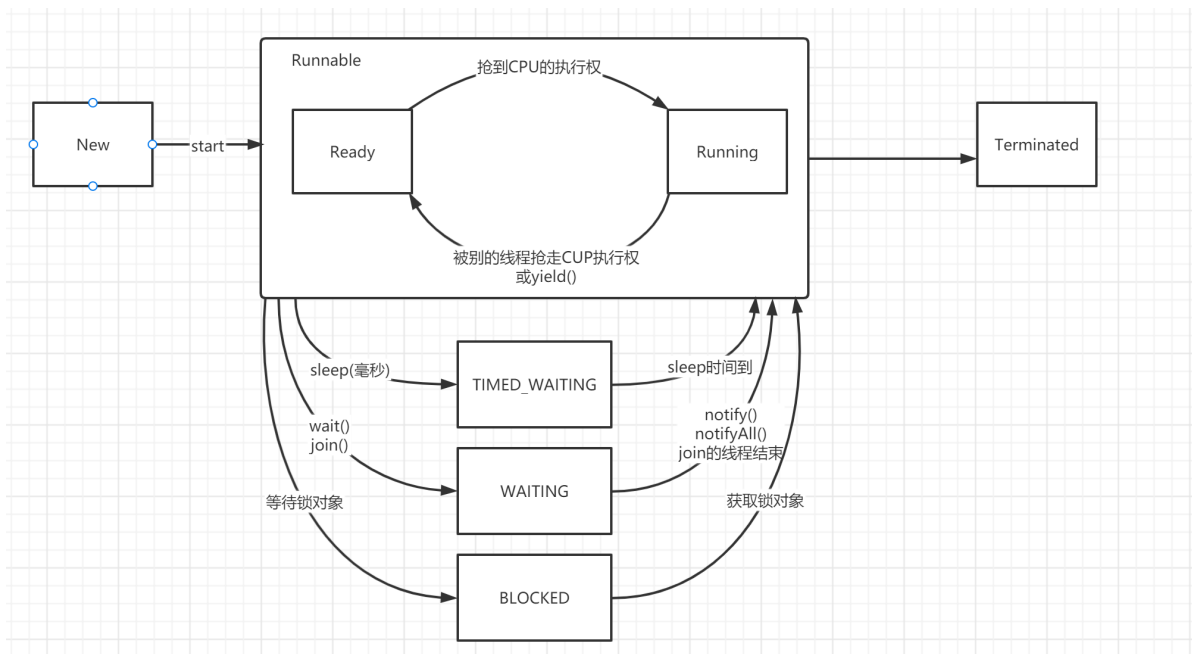 Runnable
抢到CPU的执行权
New
start
Ready
Running
Terminated
被别的线程抢走CUP执行权
或yield()
sleep(毫秒)
TIMED_WAITING
sleep时间到
wait()
join()
notify()
notifyAll()
join的线程结束
WAITING
等待锁对象
获取锁对象
BLOCKED